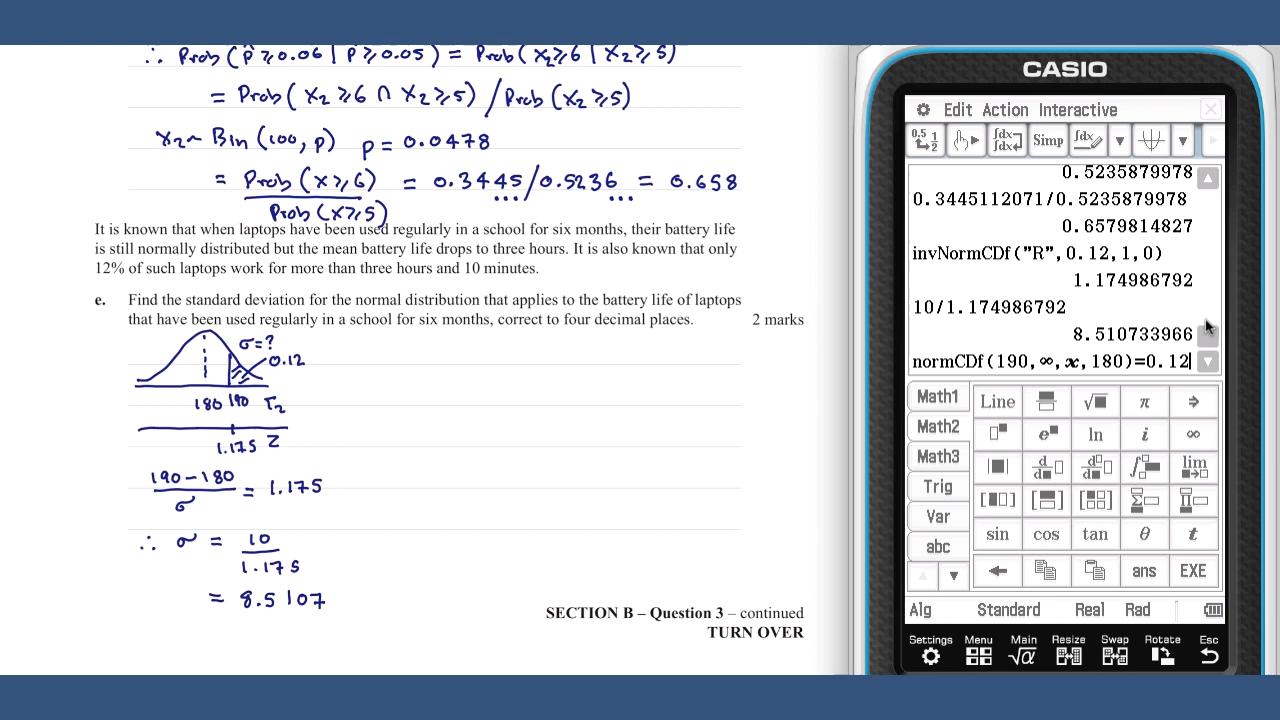 ∴ Prob(p̂ ≥ 0.06 | p̂ ≥ 0.05) = Prob(X₂ ≥ 6 | X₂ ≥ 5)
= Prob(X₂ ≥ 6 ∩ X₂ ≥ 5) / Prob(X₂ ≥ 5)
X₂ ~ Bin(100, p) p = 0.0478
= Prob(X ≥ 6) / Prob(X ≥ 5) = 0.3445... / 0.5236... = 0.658
It is known that when laptops have been used regularly in a school for six months, their battery life
is still normally distributed but the mean battery life drops to three hours. It is also known that only
12% of such laptops work for more than three hours and 10 minutes.
e. Find the standard deviation for the normal distribution that applies to the battery life of laptops
that have been used regularly in a school for six months, correct to four decimal places. 2 marks
σ = ?
0.12
180 190 T₂
1.175 Z
190 - 180 / σ = 1.175
∴ σ = 10 / 1.175
= 8.5107
SECTION B – Question 3 – continued
TURN OVER
CASIO
Edit Action Interactive
0.5 1/2 ∫dx ∫dx↓ Simp ∫dx
0.5235879978
0.3445112071/0.5235879978
0.6579814827
invNormCDf("R",0.12,1,0)
1.174986792
10/1.174986792
8.510733966
normCDf(190,∞,x,180)=0.12
Math1 Line √■ π ⇒
Math2 e ln i ∞
Math3 |■| d/d■ lim
Trig
Var sin cos tan θ t
abc ans EXE
Alg Standard Real Rad
Settings Menu Main Resize Swap Rotate Esc